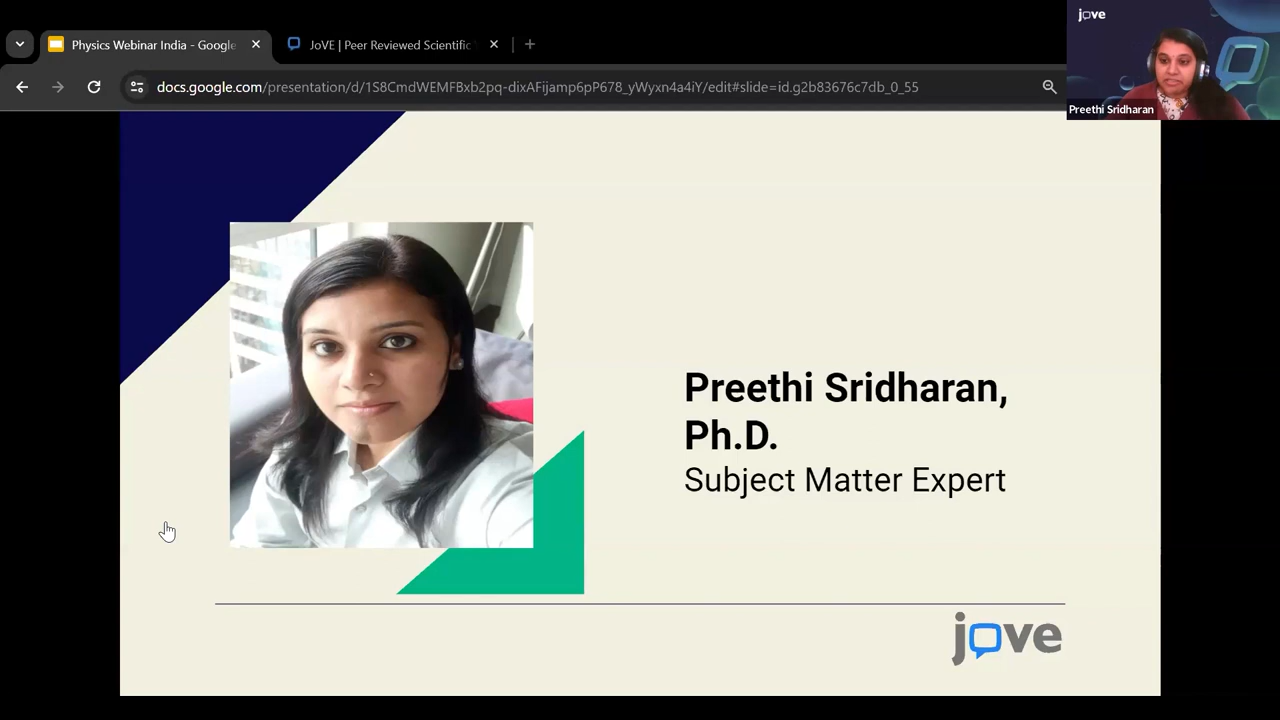 Physics Webinar India - Google
JoVE | Peer Reviewed Scientific
docs.google.com/presentation/d/1S8CmdWEMFBxb2pq-dixAFijamp6pP678_yWyxn4a4iY/edit#slide=id.g2b83676c7db_0_55
jove
Preethi Sridharan
Preethi Sridharan,
Ph.D.
Subject Matter Expert
jove